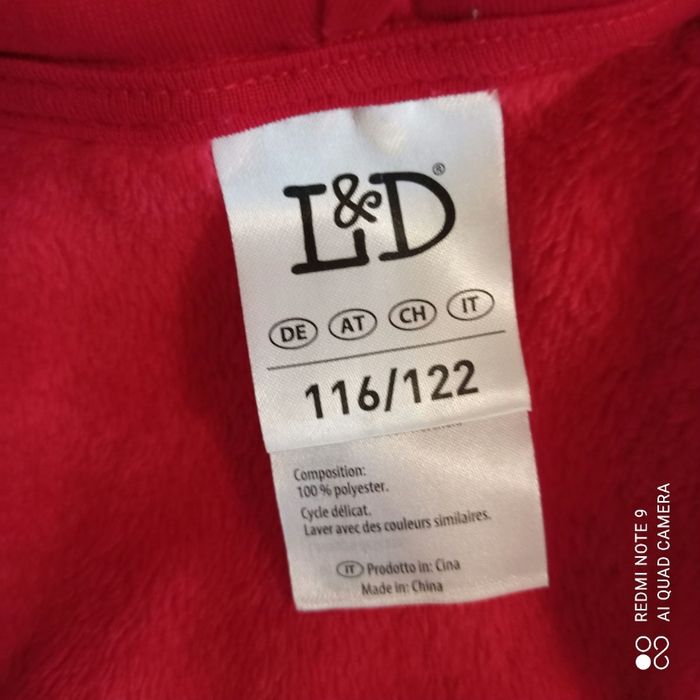 L&D®
DE AT CH IT
116/122
Composition:
100 % polyester.
Cycle délicat.
Laver avec des couleurs similaires.
IT Prodotto in: Cina
Made in: China
REDMI NOTE 9
AI QUAD CAMERA